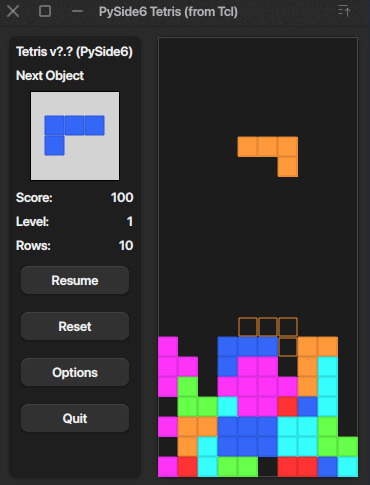 PySide6 Tetris (from Tcl)
Tetris v?.? (PySide6)
Next Object
Score: 100
Level: 1
Rows: 10
Resume
Reset
Options
Quit